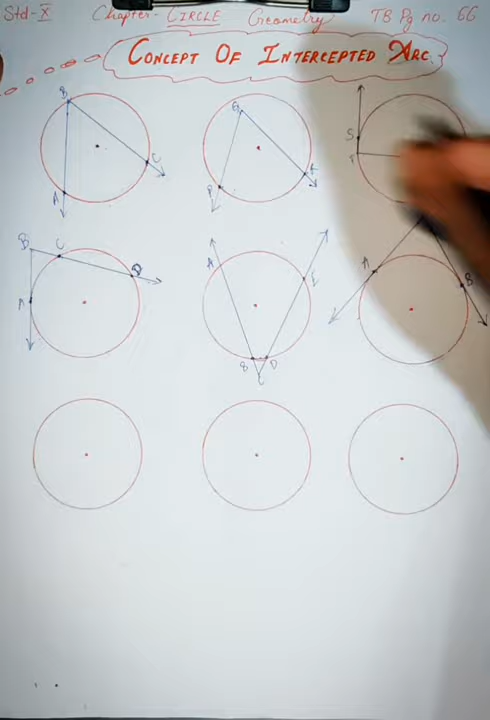 Std-X Chapter- CIRCLE Geometry TB Pg no. 66
CONCEPT OF INTERCEPTED ARC
B
C
A
Q
P
R
S
T
B
C
D
A
A
E
B
D
C
A
B